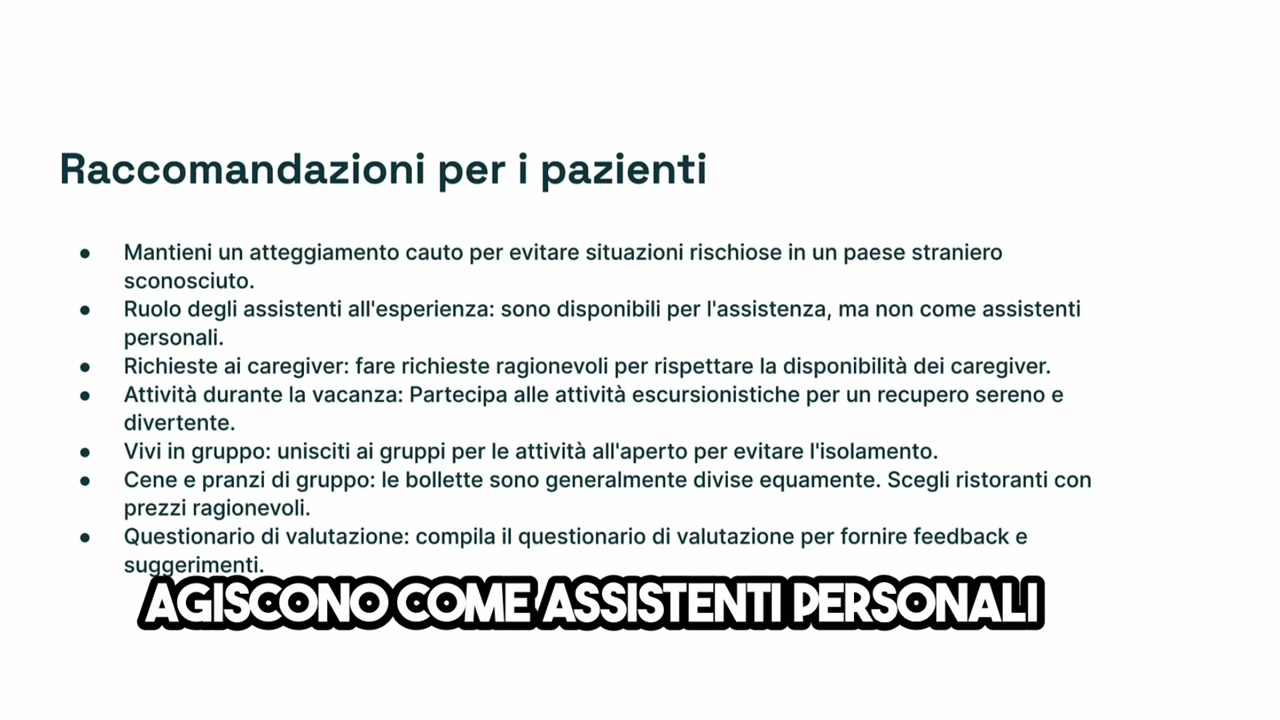 Raccomandazioni per i pazienti
● Mantieni un atteggiamento cauto per evitare situazioni rischiose in un paese straniero
sconosciuto.
● Ruolo degli assistenti all'esperienza: sono disponibili per l'assistenza, ma non come assistenti
personali.
● Richieste ai caregiver: fare richieste ragionevoli per rispettare la disponibilità dei caregiver.
● Attività durante la vacanza: Partecipa alle attività escursionistiche per un recupero sereno e
divertente.
● Vivi in gruppo: unisciti ai gruppi per le attività all'aperto per evitare l'isolamento.
● Cene e pranzi di gruppo: le bollette sono generalmente divise equamente. Scegli ristoranti con
prezzi ragionevoli.
● Questionario di valutazione: compila il questionario di valutazione per fornire feedback e
suggerimenti.
AGISCONO COME ASSISTENTI PERSONALI